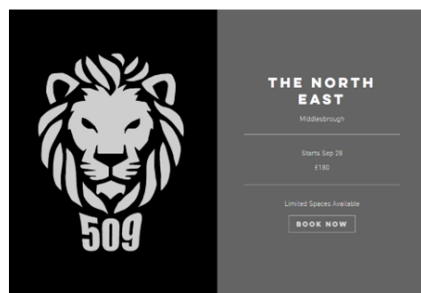 509
THE NORTH
EAST
Middlesbrough
Starts Sep 28
£180
Limited Spaces Available
BOOK NOW